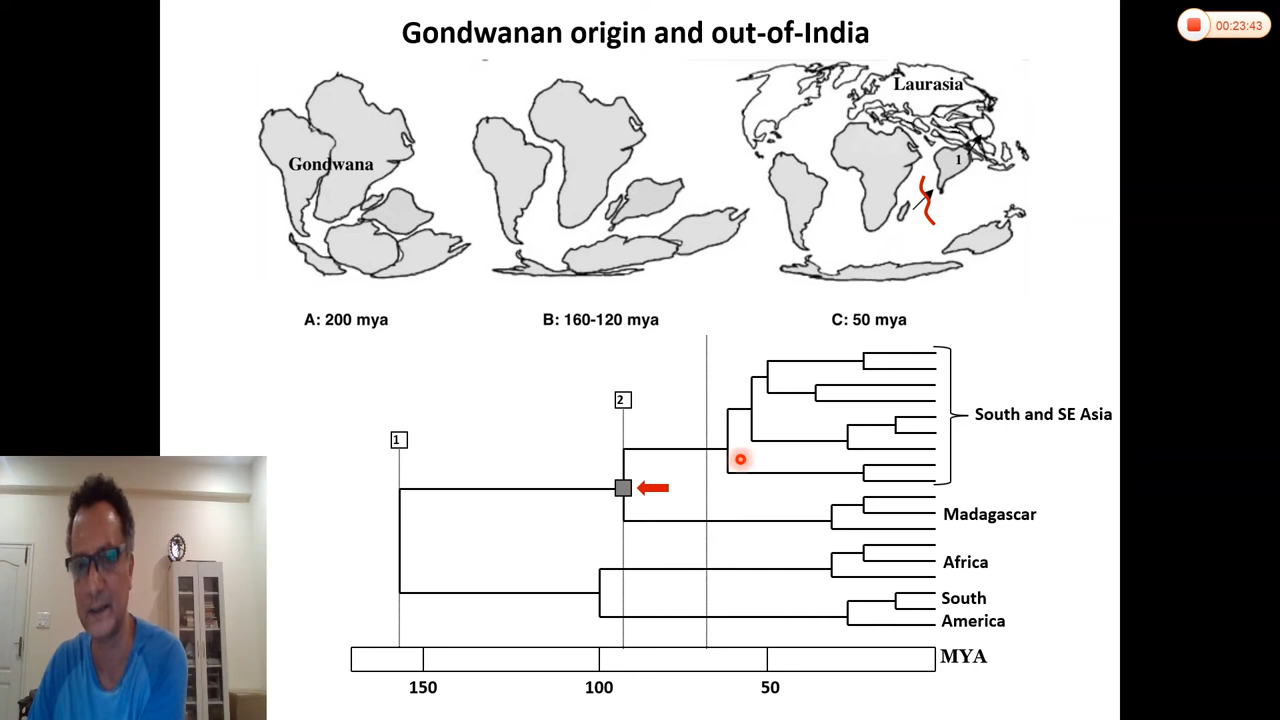 Gondwanan origin and out-of-India
00:23:43
Laurasia
Gondwana
1
A: 200 mya
B: 160-120 mya
C: 50 mya
2
1
South and SE Asia
Madagascar
Africa
South
America
MYA
150
100
50